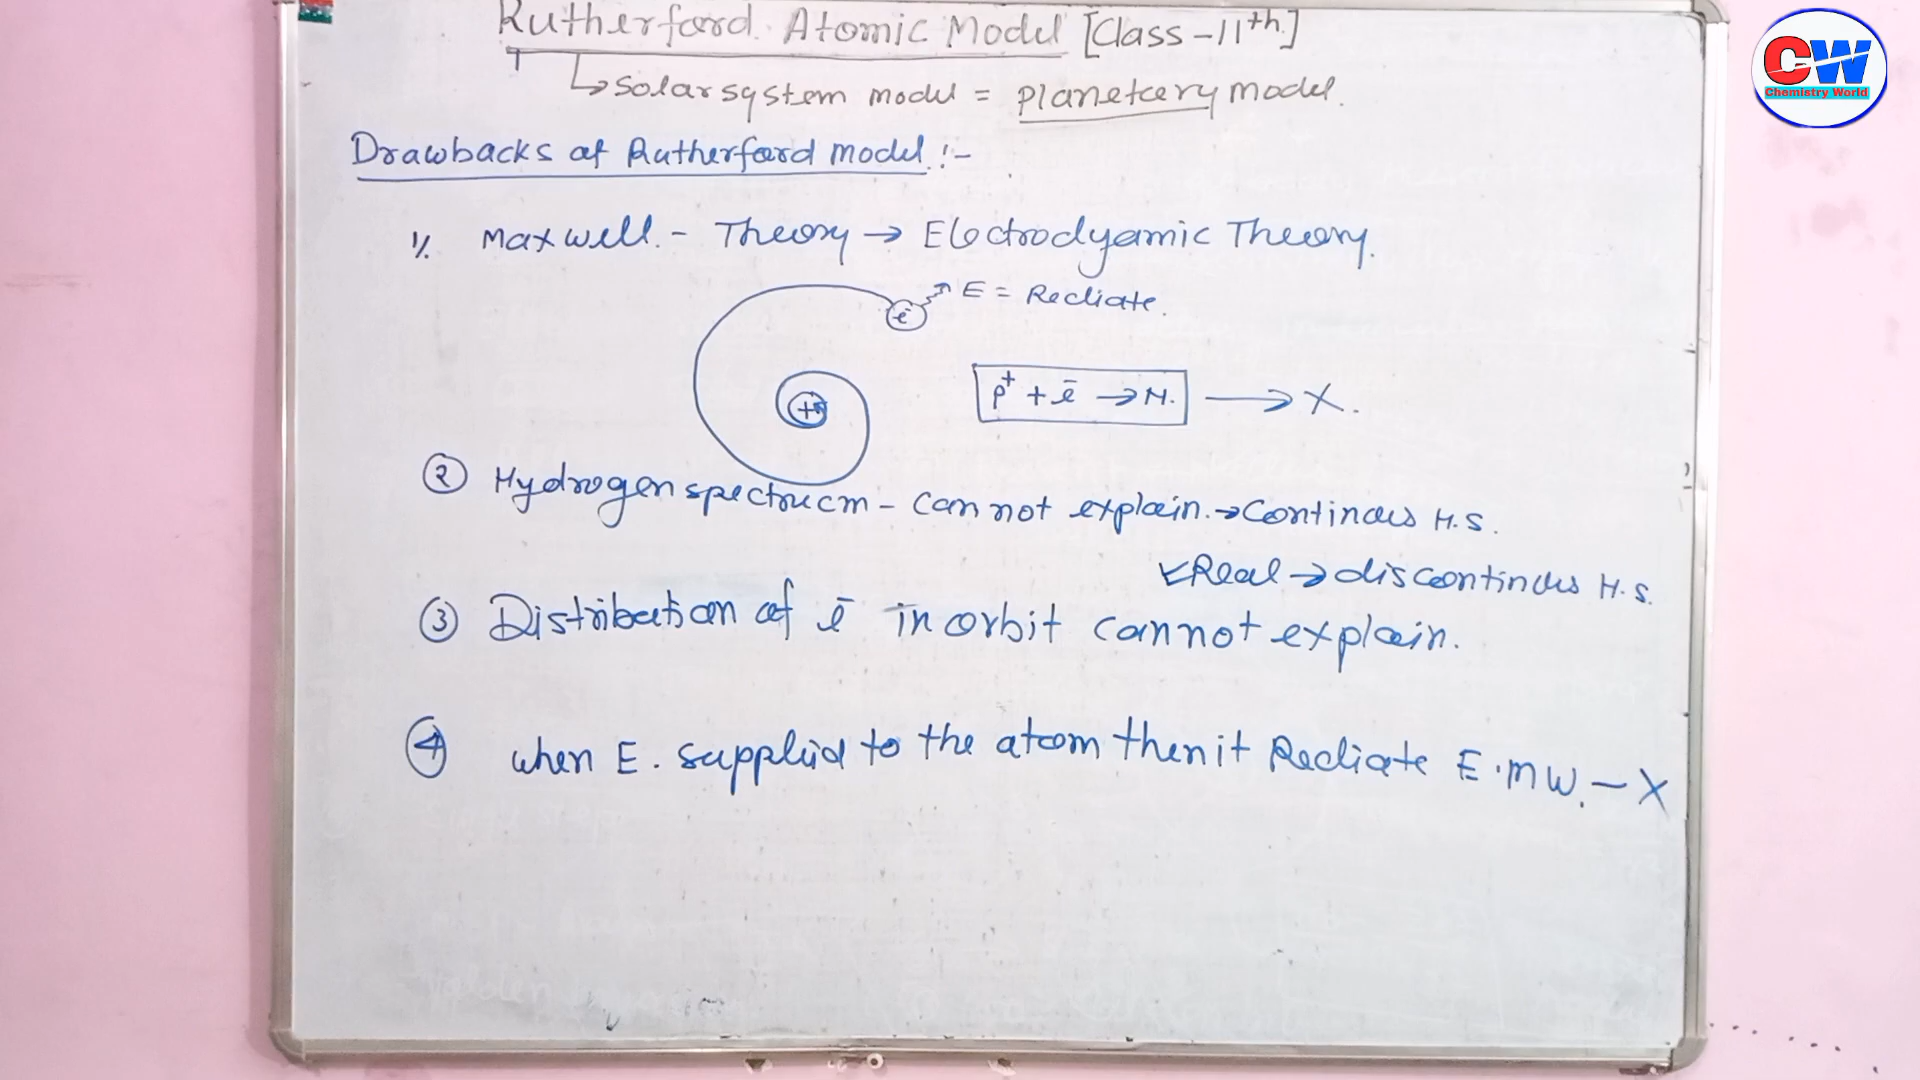 Rutherford Atomic Model [Class-11th]
CW
Chemistry World
↳ Solar system model = planetary model.
Drawbacks of Rutherford model :-
1/. Maxwell - Theory → Electrodyamic Theory.
E = Radiate.
e-
+
p+ + e- → N. → X.
② Hydrogen spectrum - cannot explain. → Continous H.S.
Real → discontinous H.S.
③ Distribution of e- in orbit cannot explain.
④ when E. supplied to the atom then it Radiate E.M W. - X